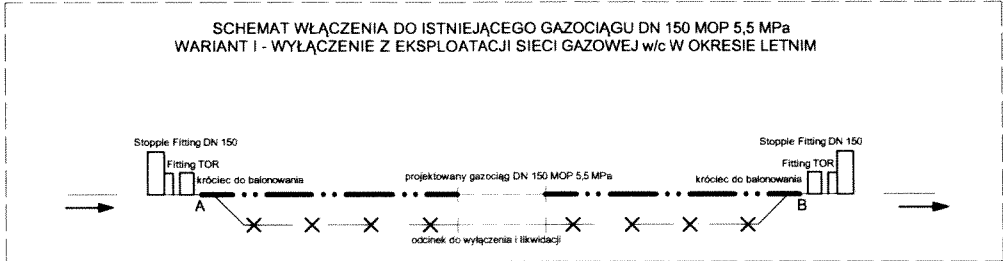 SCHEMAT WŁĄCZENIA DO ISTNIEJĄCEGO GAZOCIĄGU DN 150 MOP 5,5 MPa
WARIANT I - WYŁĄCZENIE Z EKSPLOATACJI SIECI GAZOWEJ w/c W OKRESIE LETNIM
Stopple Fitting DN 150
Stopple Fitting DN 150
Fitting TOR
Fitting TOR
króciec do balonowania
projektowany gazociąg DN 150 MOP 5,5 MPa
króciec do balonowania
A
B
odcinek do wyłączenia i likwidacji